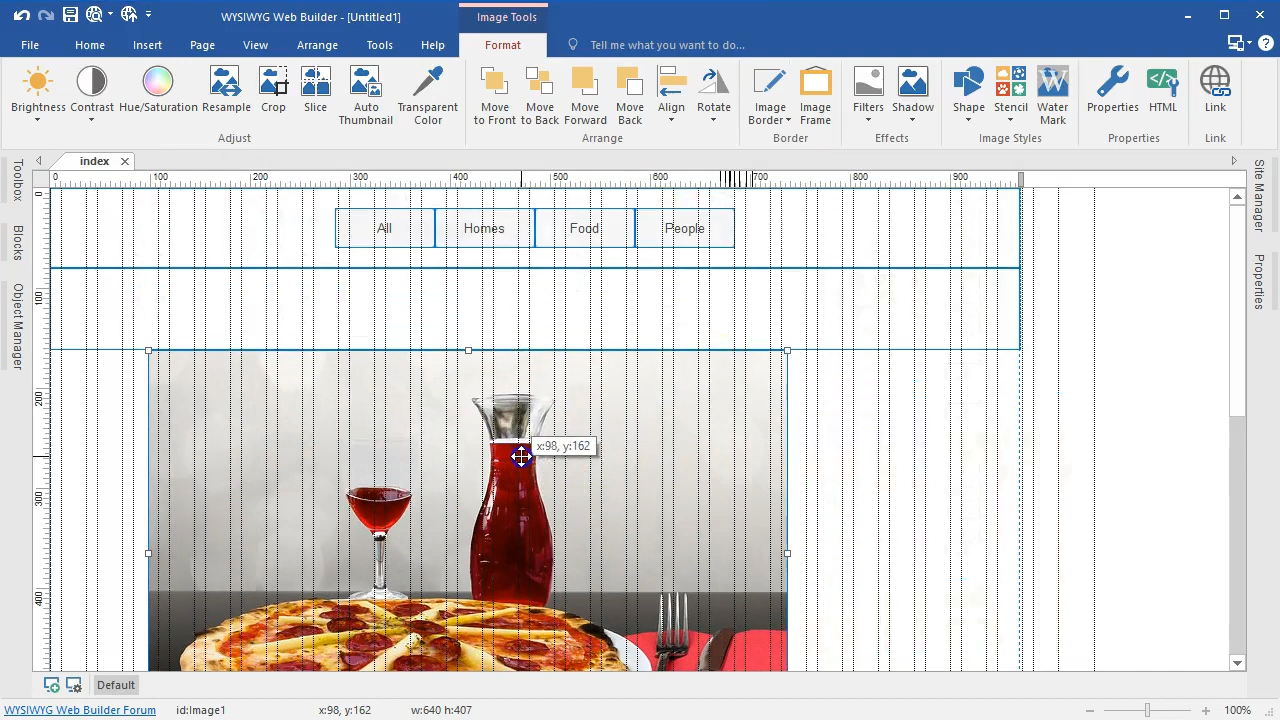 WYSIWYG Web Builder - [Untitled1]
Image Tools
File
Home
Insert
Page
View
Arrange
Tools
Help
Format
Tell me what you want to do...
Brightness
Contrast
Hue/Saturation
Resample
Crop
Slice
Auto
Thumbnail
Transparent
Color
Move
to Front
Move
to Back
Move
Forward
Move
Back
Align
Rotate
Image
Border
Image
Frame
Filters
Shadow
Shape
Stencil
Water
Mark
Properties
HTML
Link
Adjust
Arrange
Border
Effects
Image Styles
Properties
Link
index
0 100 200 300 400 500 600 700 800 900
0
100
200
300
400
Toolbox
Blocks
Object Manager
Site Manager
Properties
All
Homes
Food
People
x:98, y:162
Default
WYSIWYG Web Builder Forum
id:Image1
x:98, y:162
w:640 h:407
100%